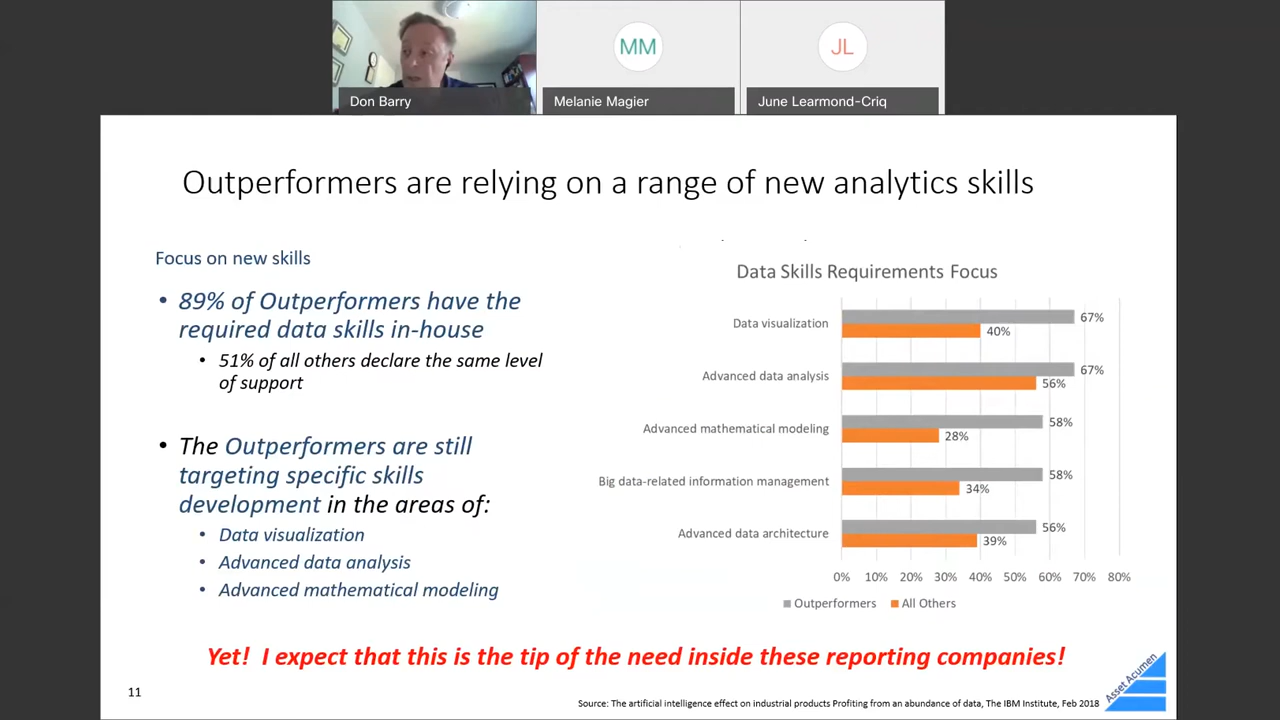 MM
JL
Don Barry
Melanie Magier
June Learmond-Criq
Outperformers are relying on a range of new analytics skills
Focus on new skills
• 89% of Outperformers have the
required data skills in-house
• 51% of all others declare the same level
of support
• The Outperformers are still
targeting specific skills
development in the areas of:
• Data visualization
• Advanced data analysis
• Advanced mathematical modeling
Data Skills Requirements Focus
Data visualization
67%
40%
Advanced data analysis
67%
56%
Advanced mathematical modeling
58%
28%
Big data-related information management
58%
34%
Advanced data architecture
56%
39%
0% 10% 20% 30% 40% 50% 60% 70% 80%
Outperformers All Others
Yet! I expect that this is the tip of the need inside these reporting companies!
11
Source: The artificial intelligence effect on industrial products Profiting from an abundance of data, The IBM Institute, Feb 2018
Asset Acumen